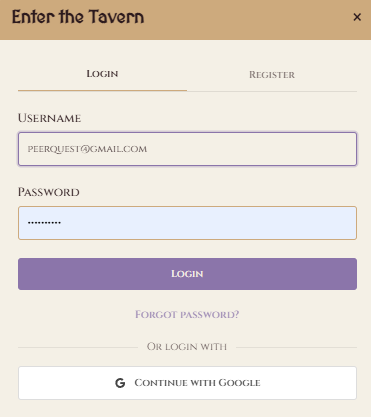 Enter the Tavern ×
Login Register
Username
peerquest@gmail.com
Password
••••••••••
Login
Forgot password?
Or login with
G Continue with Google